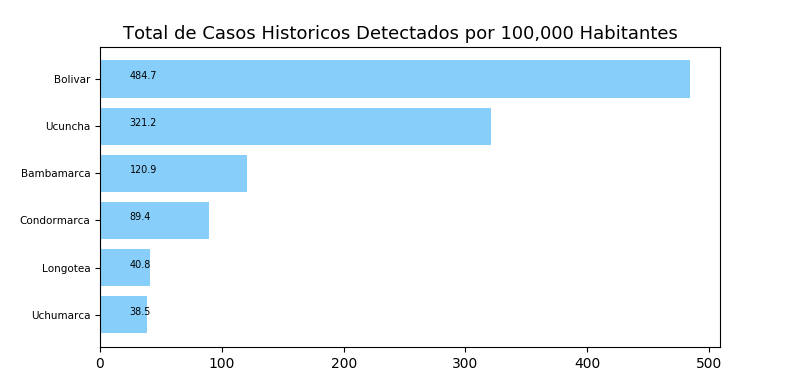 Total de Casos Historicos Detectados por 100,000 Habitantes
Bolivar 484.7
Ucuncha 321.2
Bambamarca 120.9
Condormarca 89.4
Longotea 40.8
Uchumarca 38.5
0 100 200 300 400 500